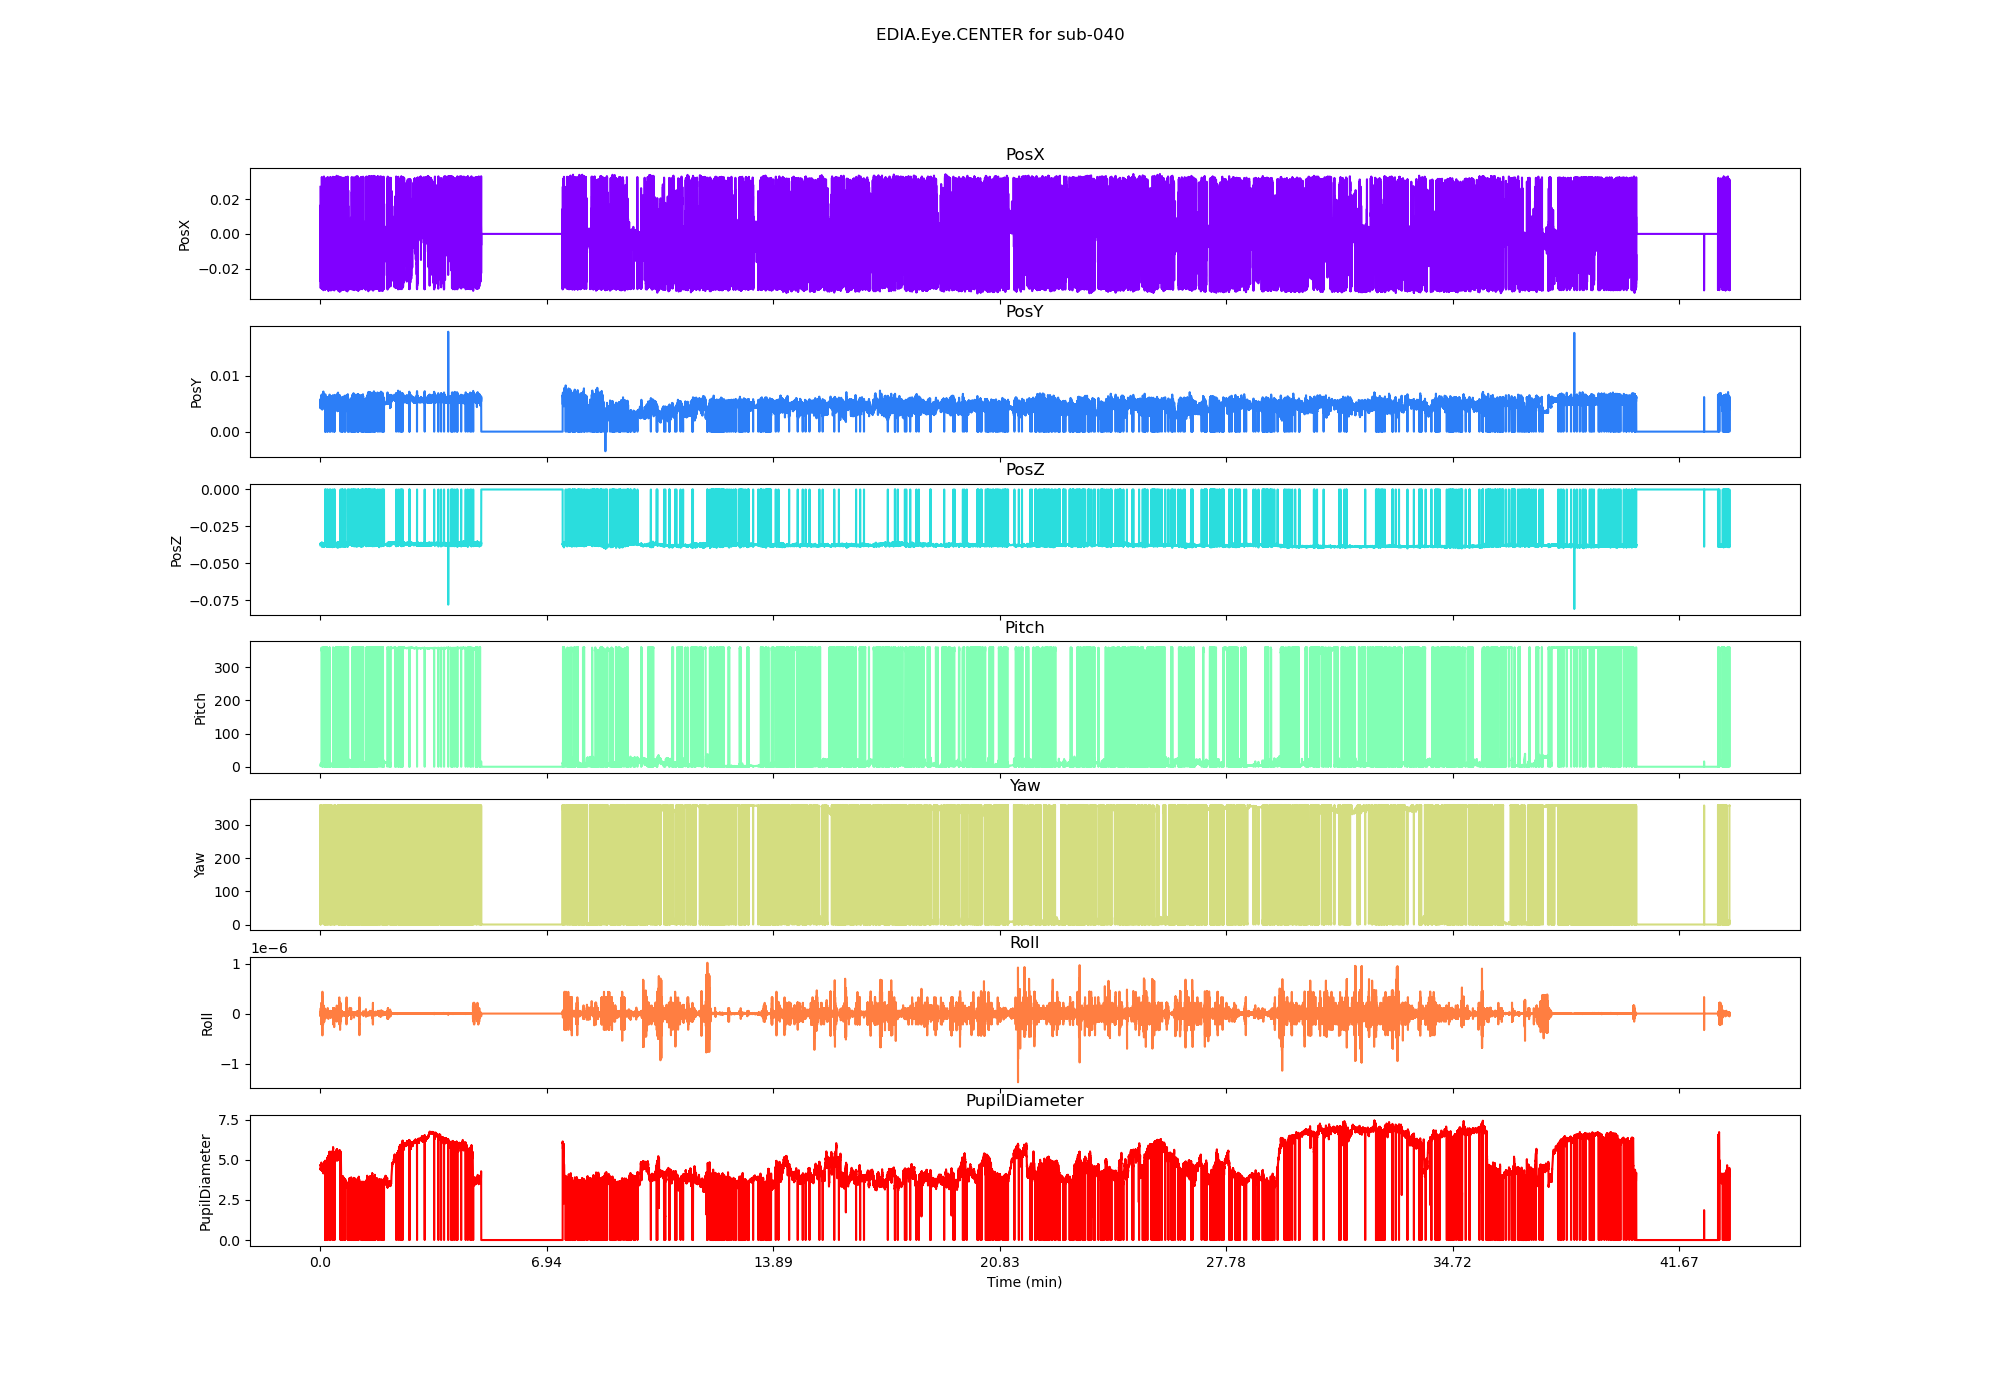 EDIA.Eye.CENTER for sub-040
PosX
PosX
0.02
0.00
−0.02
PosY
PosY
0.01
0.00
PosZ
PosZ
0.000
−0.025
−0.050
−0.075
Pitch
Pitch
300
200
100
0
Yaw
Yaw
300
200
100
0
1e−6
Roll
Roll
1
0
−1
PupilDiameter
PupilDiameter
7.5
5.0
2.5
0.0
0.0 6.94 13.89 20.83 27.78 34.72 41.67
Time (min)